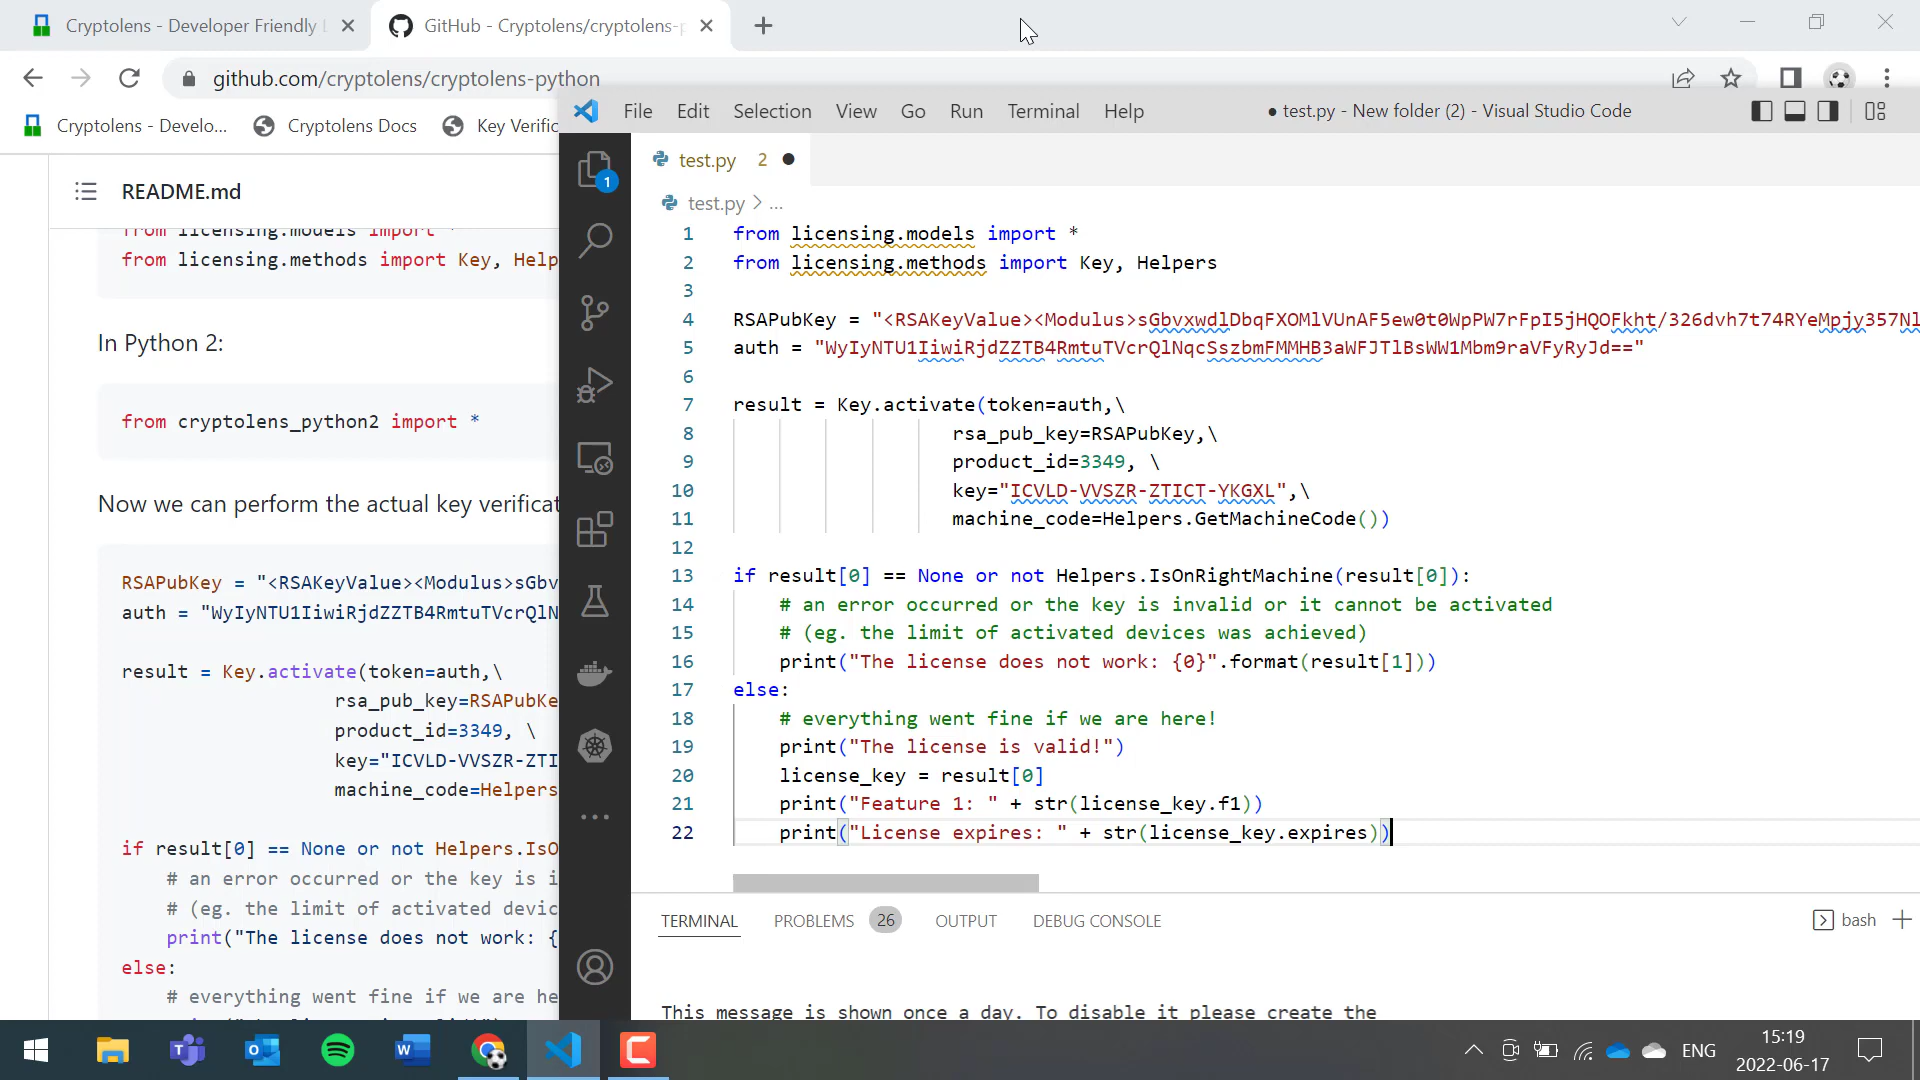 Cryptolens - Developer Friendly
GitHub - Cryptolens/cryptolens-p
github.com/cryptolens/cryptolens-python
Cryptolens - Develo...
Cryptolens Docs
Key Verific
README.md
from licensing.models import *
from licensing.methods import Key, Help
In Python 2:
from cryptolens_python2 import *
Now we can perform the actual key verificat
RSAPubKey = "<RSAKeyValue><Modulus>sGbv
auth = "WyIyNTU1IiwiRjdZZTB4RmtuTVcrQlN
result = Key.activate(token=auth,\
rsa_pub_key=RSAPubKe
product_id=3349, \
key="ICVLD-VVSZR-ZTI
machine_code=Helpers
if result[0] == None or not Helpers.IsO
# an error occurred or the key is i
# (eg. the limit of activated devic
print("The license does not work: {
else:
# everything went fine if we are he
File Edit Selection View Go Run Terminal Help
● test.py - New folder (2) - Visual Studio Code
1
test.py 2
test.py > ...
1 from licensing.models import *
2 from licensing.methods import Key, Helpers
3
4 RSAPubKey = "<RSAKeyValue><Modulus>sGbvxwdlDbqFXOMlVUnAF5ew0t0WpPW7rFpI5jHQOFkht/326dvh7t74RYeMpjy357Nl
5 auth = "WyIyNTU1IiwiRjdZZTB4RmtuTVcrQlNqcSszbmFMMHB3aWFJTlBsWW1Mbm9raVFyRyJd=="
6
7 result = Key.activate(token=auth,\
8 rsa_pub_key=RSAPubKey,\
9 product_id=3349, \
10 key="ICVLD-VVSZR-ZTICT-YKGXL",\
11 machine_code=Helpers.GetMachineCode())
12
13 if result[0] == None or not Helpers.IsOnRightMachine(result[0]):
14 # an error occurred or the key is invalid or it cannot be activated
15 # (eg. the limit of activated devices was achieved)
16 print("The license does not work: {0}".format(result[1]))
17 else:
18 # everything went fine if we are here!
19 print("The license is valid!")
20 license_key = result[0]
21 print("Feature 1: " + str(license_key.f1))
22 print("License expires: " + str(license_key.expires))
TERMINAL PROBLEMS 26 OUTPUT DEBUG CONSOLE
bash
This message is shown once a day. To disable it please create the
ENG
15:19
2022-06-17